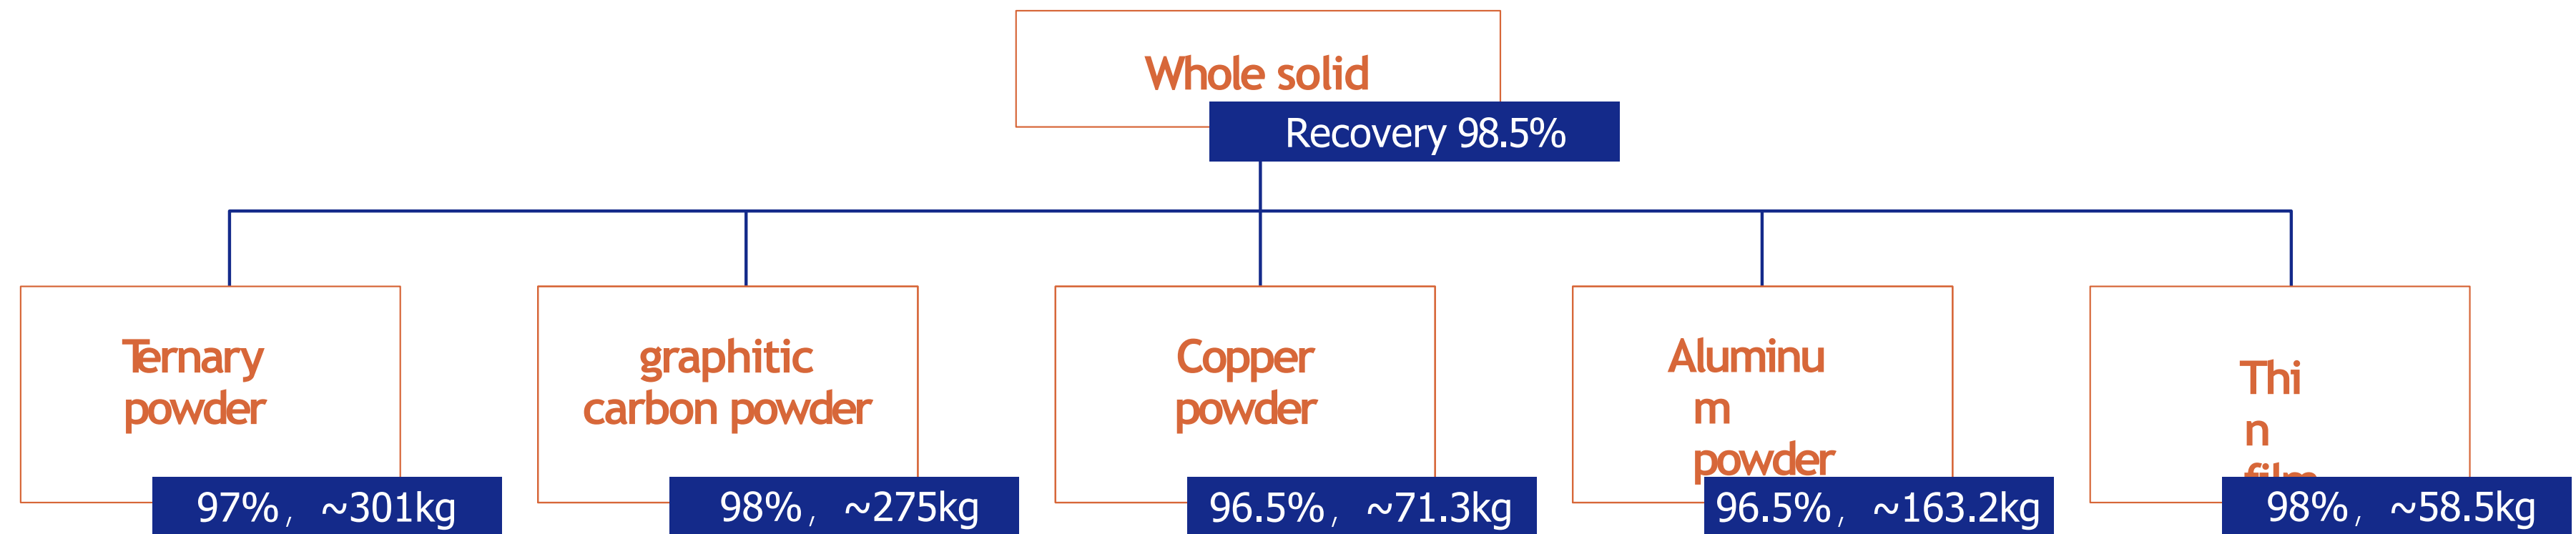 Whole solid
Recovery 98.5%
Ternary
powder
97%, ~301kg
graphitic
carbon powder
98%, ~275kg
Copper
powder
96.5%, ~71.3kg
Aluminu
m
powder
96.5%, ~163.2kg
Thi
n
film
98%, ~58.5kg